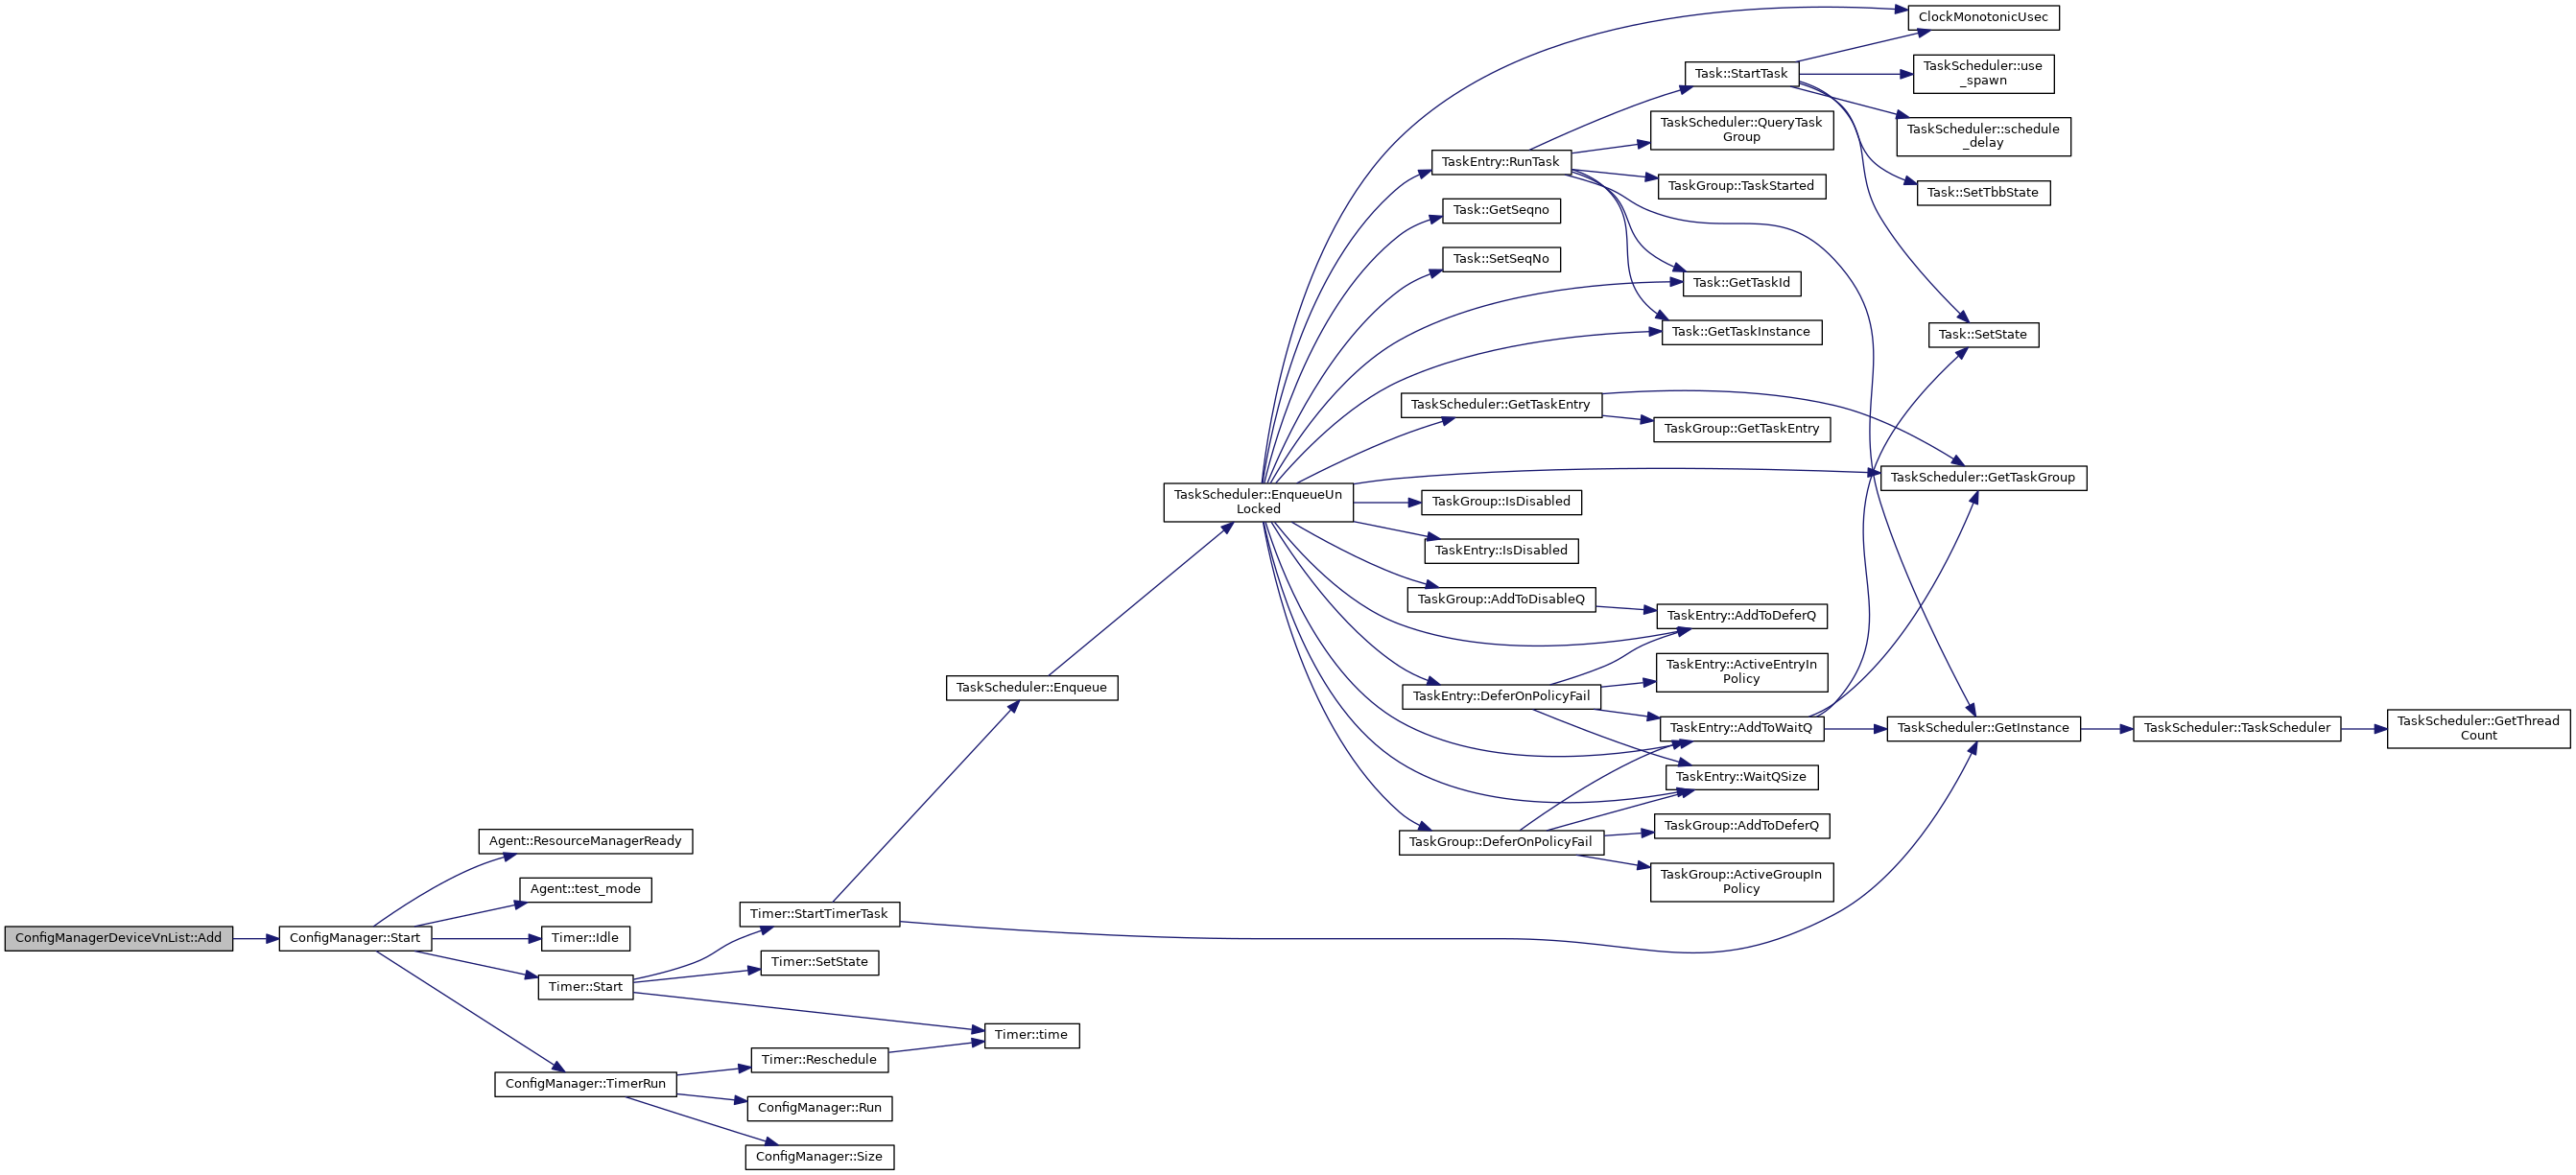 ClockMonotonicUsec
TaskScheduler::use
_spawn
Task::StartTask
TaskScheduler::QueryTask
Group
TaskScheduler::schedule
_delay
TaskEntry::RunTask
TaskGroup::TaskStarted
Task::SetTbbState
Task::GetSeqno
Task::SetSeqNo
Task::GetTaskId
Task::GetTaskInstance
Task::SetState
TaskScheduler::GetTaskEntry
TaskGroup::GetTaskEntry
TaskScheduler::GetTaskGroup
TaskScheduler::EnqueueUn
Locked
TaskGroup::IsDisabled
TaskEntry::IsDisabled
TaskGroup::AddToDisableQ
TaskEntry::AddToDeferQ
TaskEntry::ActiveEntryIn
Policy
TaskScheduler::Enqueue
TaskEntry::DeferOnPolicyFail
TaskEntry::AddToWaitQ
TaskScheduler::GetInstance
TaskScheduler::TaskScheduler
TaskScheduler::GetThread
Count
TaskEntry::WaitQSize
TaskGroup::AddToDeferQ
TaskGroup::DeferOnPolicyFail
TaskGroup::ActiveGroupIn
Policy
Agent::ResourceManagerReady
Agent::test_mode
Timer::StartTimerTask
ConfigManagerDeviceVnList::Add
ConfigManager::Start
Timer::Idle
Timer::SetState
Timer::Start
Timer::time
Timer::Reschedule
ConfigManager::TimerRun
ConfigManager::Run
ConfigManager::Size